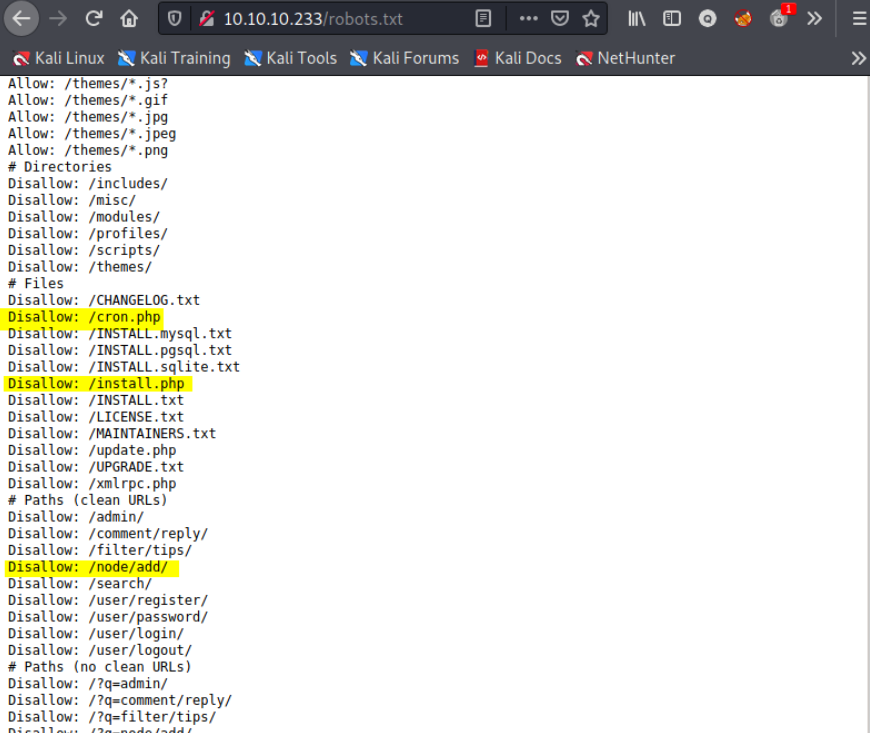 10.10.10.233/robots.txt
1
Kali Linux Kali Training Kali Tools Kali Forums Kali Docs NetHunter
Allow: /themes/*.js?
Allow: /themes/*.gif
Allow: /themes/*.jpg
Allow: /themes/*.jpeg
Allow: /themes/*.png
# Directories
Disallow: /includes/
Disallow: /misc/
Disallow: /modules/
Disallow: /profiles/
Disallow: /scripts/
Disallow: /themes/
# Files
Disallow: /CHANGELOG.txt
Disallow: /cron.php
Disallow: /INSTALL.mysql.txt
Disallow: /INSTALL.pgsql.txt
Disallow: /INSTALL.sqlite.txt
Disallow: /install.php
Disallow: /INSTALL.txt
Disallow: /LICENSE.txt
Disallow: /MAINTAINERS.txt
Disallow: /update.php
Disallow: /UPGRADE.txt
Disallow: /xmlrpc.php
# Paths (clean URLs)
Disallow: /admin/
Disallow: /comment/reply/
Disallow: /filter/tips/
Disallow: /node/add/
Disallow: /search/
Disallow: /user/register/
Disallow: /user/password/
Disallow: /user/login/
Disallow: /user/logout/
# Paths (no clean URLs)
Disallow: /?q=admin/
Disallow: /?q=comment/reply/
Disallow: /?q=filter/tips/
Disallow: /?q=node/add/